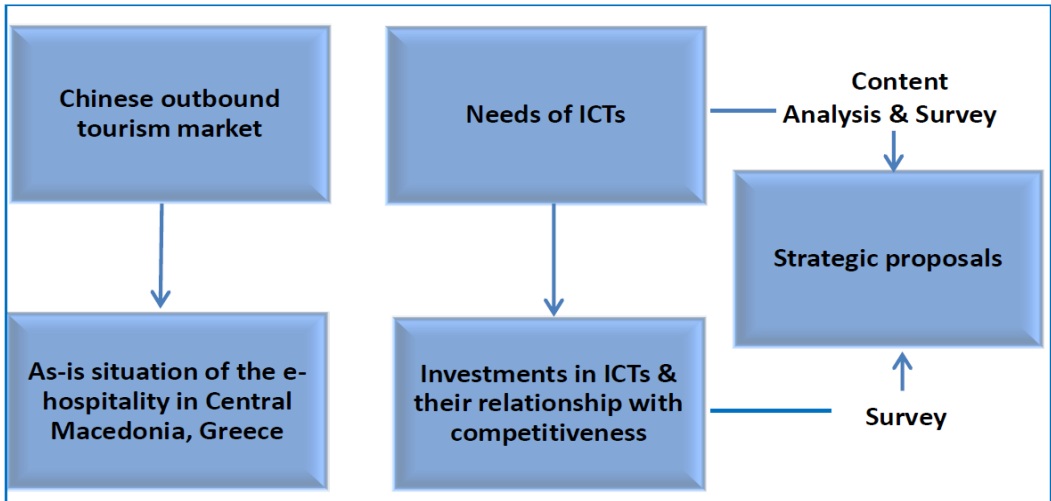 Chinese outbound
tourism market
Needs of ICTs
Content
Analysis & Survey
Strategic proposals
As-is situation of the e-
hospitality in Central
Macedonia, Greece
Investments in ICTs &
their relationship with
competitiveness
Survey